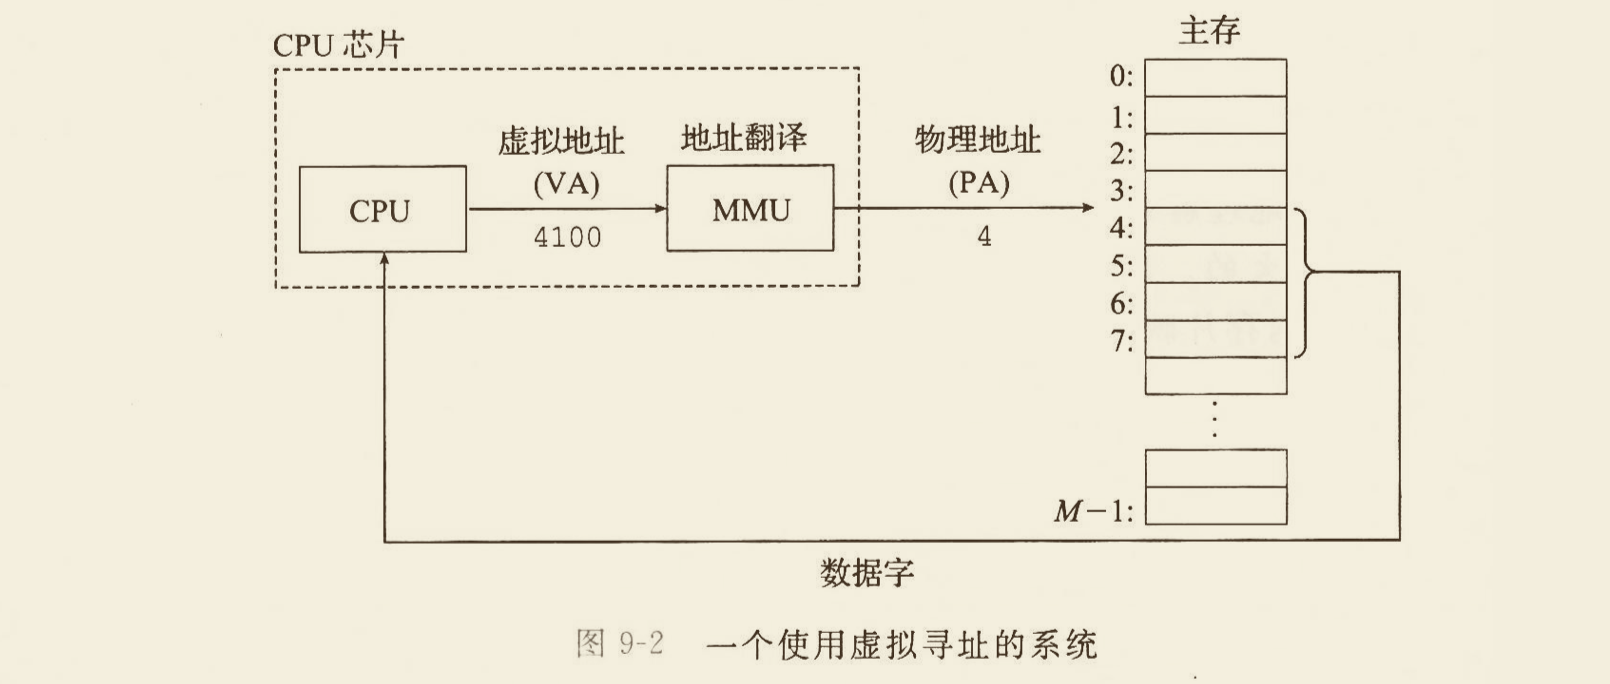 主存
CPU 芯片
0:
1:
2:
3:
4:
5:
6:
7:
虚拟地址
(VA)
4100
地址翻译
物理地址
(PA)
4
CPU
MMU
⋮
M−1:
数据字
图 9-2 一个使用虚拟寻址的系统